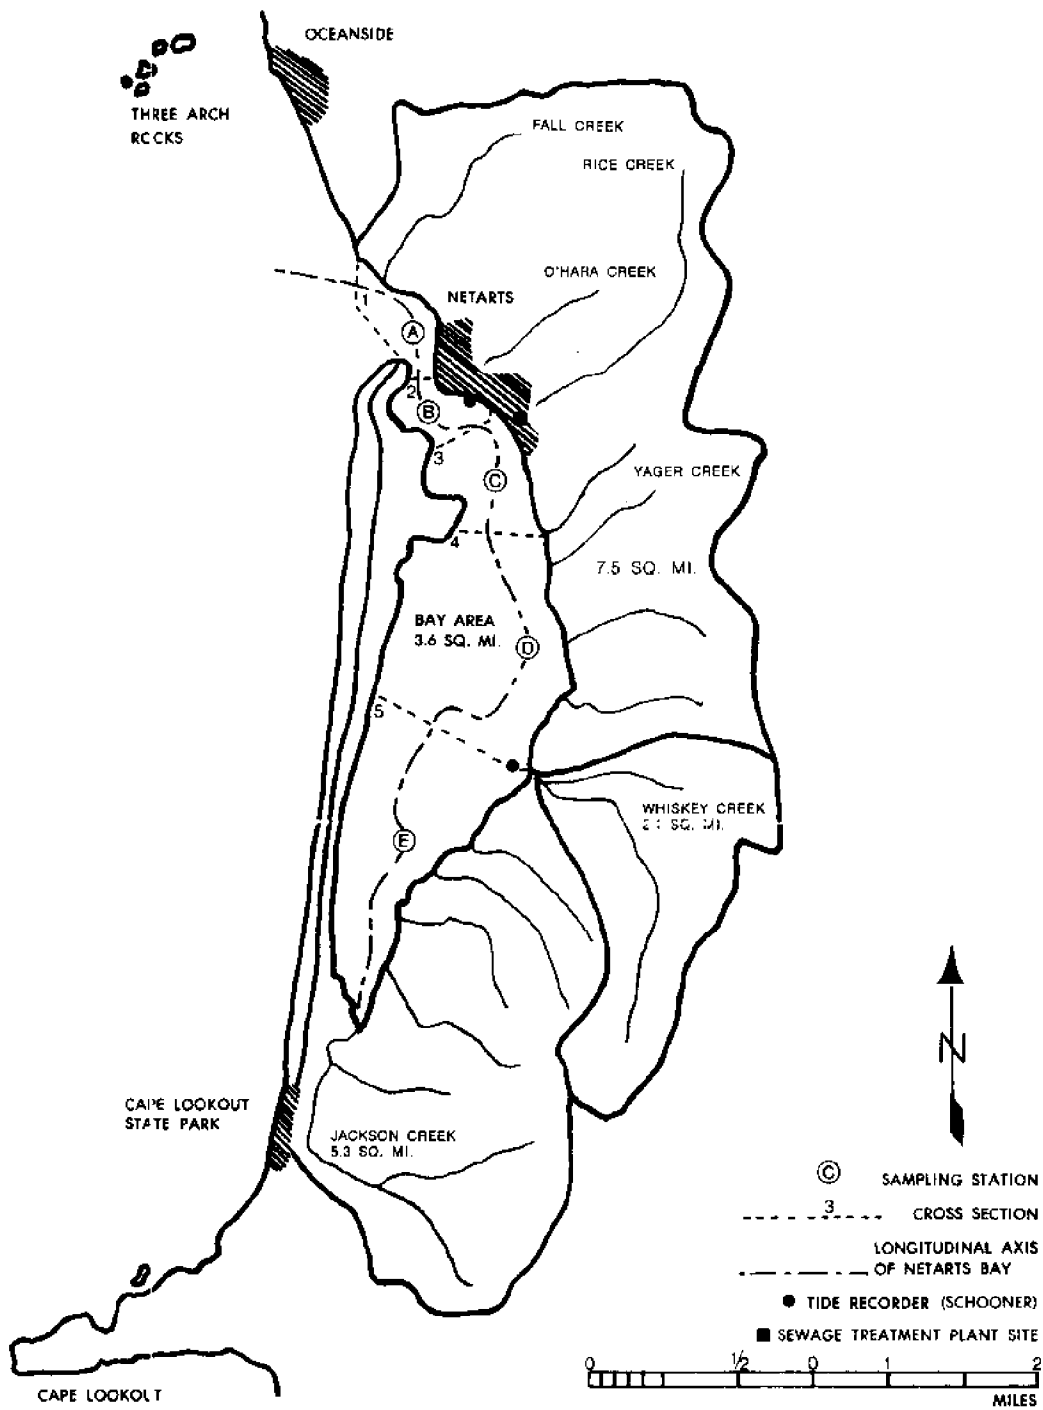 OCEANSIDE
THREE ARCH
ROCKS
FALL CREEK
RICE CREEK
O'HARA CREEK
NETARTS
1
A
2
B
3
C
YAGER CREEK
4
7.5 SQ. MI.
BAY AREA
3.6 SQ. MI.
D
5
WHISKEY CREEK
SQ. MI.
E
N
CAPE LOOKOUT
STATE PARK
JACKSON CREEK
5.3 SQ. MI.
C SAMPLING STATION
3 CROSS SECTION
LONGITUDINAL AXIS
OF NETARTS BAY
TIDE RECORDER (SCHOONER)
SEWAGE TREATMENT PLANT SITE
0 1/2 0 1 2
MILES
CAPE LOOKOUT